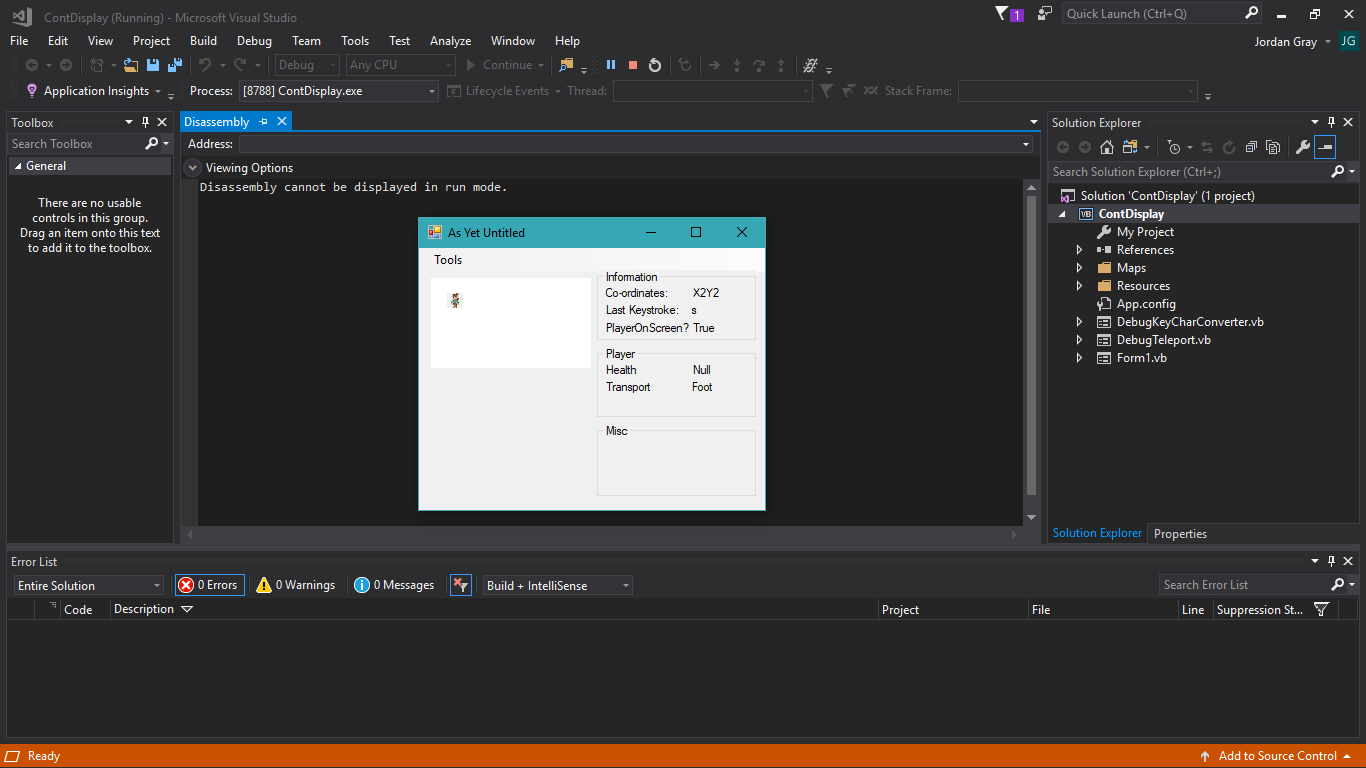 ContDisplay (Running) - Microsoft Visual Studio
1
Quick Launch (Ctrl+Q)
File Edit View Project Build Debug Team Tools Test Analyze Window Help
Jordan Gray JG
Debug Any CPU Continue
Application Insights Process: [8788] ContDisplay.exe Lifecycle Events Thread: Stack Frame:
Toolbox
Search Toolbox
General
There are no usable
controls in this group.
Drag an item onto this text
to add it to the toolbox.
Disassembly
Address:
Viewing Options
Disassembly cannot be displayed in run mode.
As Yet Untitled
Tools
Information
Co-ordinates: X2Y2
Last Keystroke: s
PlayerOnScreen? True
Player
Health Null
Transport Foot
Misc
Solution Explorer
Search Solution Explorer (Ctrl+;)
Solution 'ContDisplay' (1 project)
VB ContDisplay
My Project
References
Maps
Resources
App.config
DebugKeyCharConverter.vb
DebugTeleport.vb
Form1.vb
Solution Explorer Properties
Error List
Entire Solution 0 Errors 0 Warnings 0 Messages Build + IntelliSense Search Error List
Code Description Project File Line Suppression St...
Ready Add to Source Control